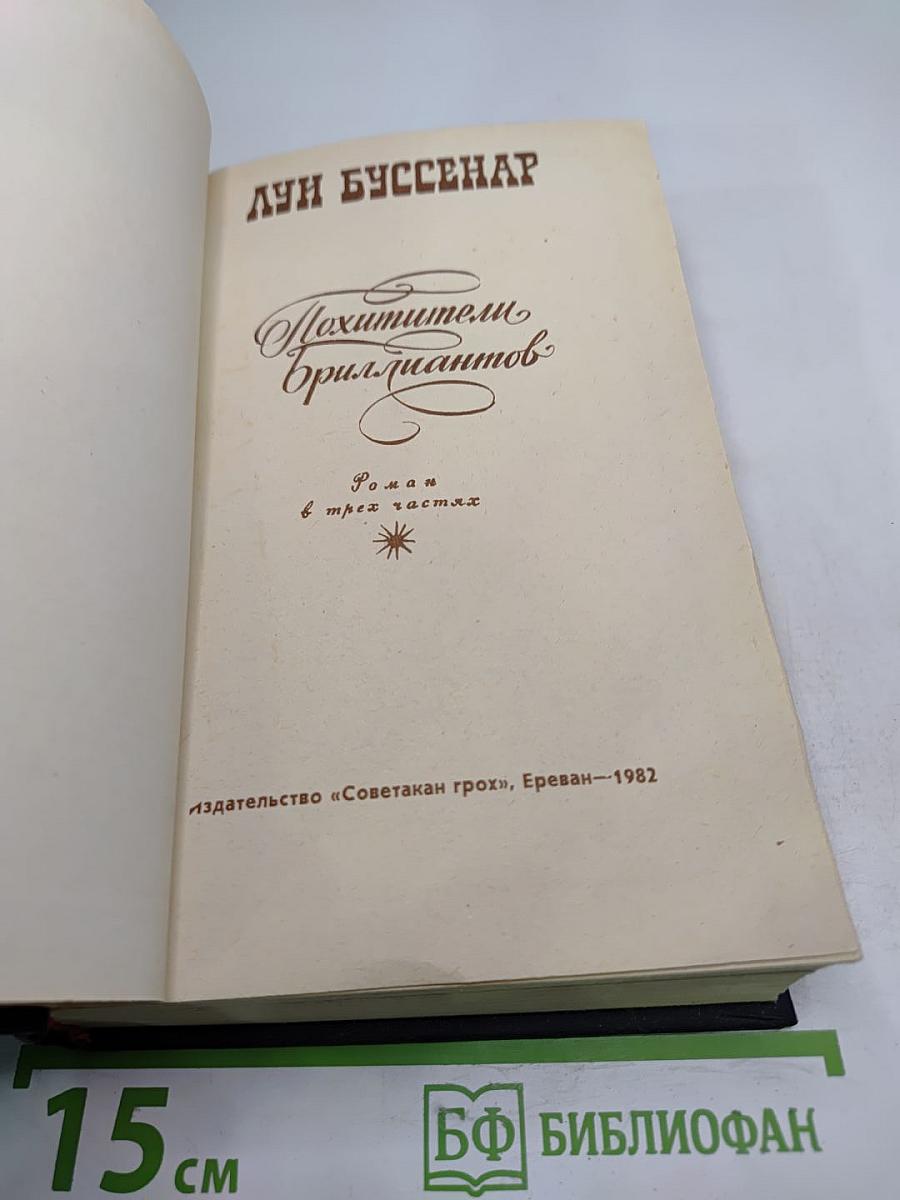 ЛУИ БУССЕНАР
Похитители
бриллиантов
Роман
в трех частях
Издательство «Советакан грох», Ереван—1982
15 см
БФ БИБЛИОФАН